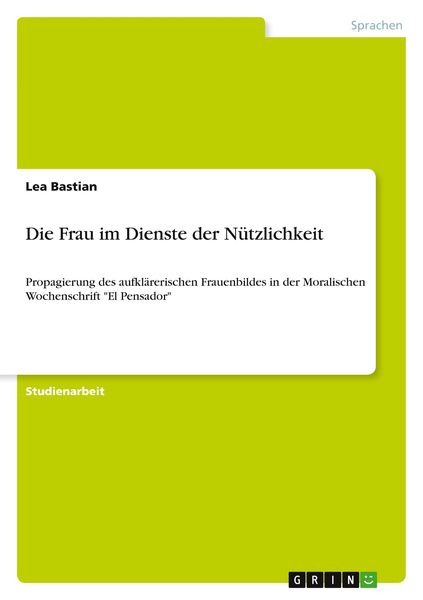 Sprachen
Lea Bastian
Die Frau im Dienste der Nützlichkeit
Propagierung des aufklärerischen Frauenbildes in der Moralischen
Wochenschrift "El Pensador"
Studienarbeit
GRIN